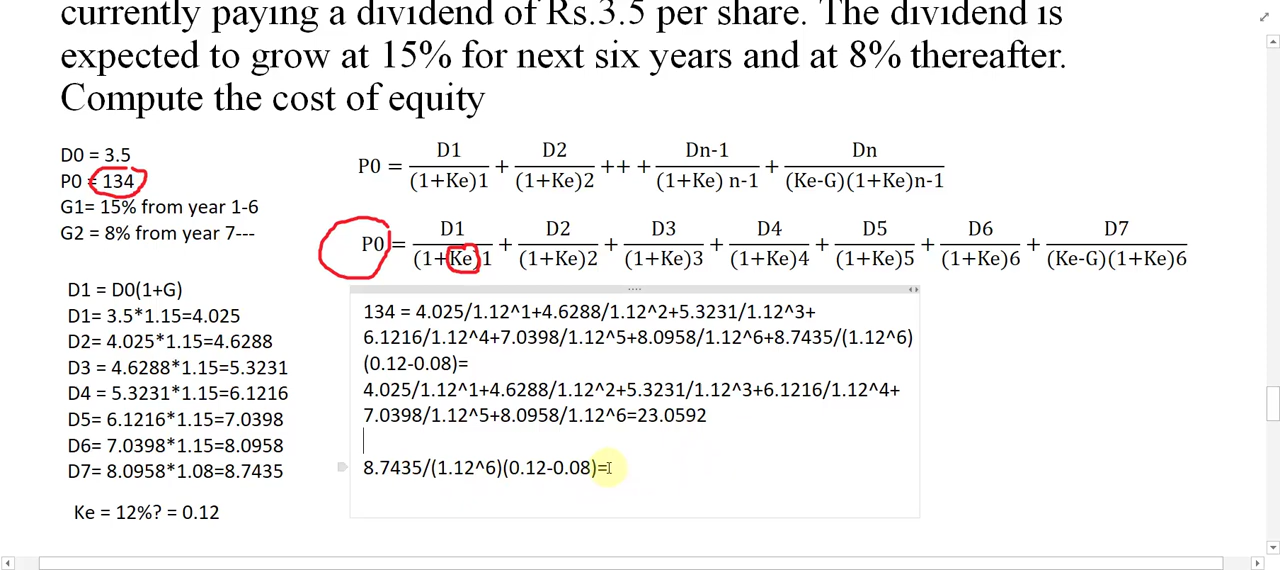 currently paying a dividend of Rs.3.5 per share. The dividend is
expected to grow at 15% for next six years and at 8% thereafter.
Compute the cost of equity
D0 = 3.5
P0 = 134
G1= 15% from year 1-6
G2 = 8% from year 7---
P0 = D1/(1+Ke)1 + D2/(1+Ke)2 ++ + Dn-1/(1+Ke) n-1 + Dn/(Ke-G)(1+Ke)n-1
P0= D1/(1+Ke)1 + D2/(1+Ke)2 + D3/(1+Ke)3 + D4/(1+Ke)4 + D5/(1+Ke)5 + D6/(1+Ke)6 + D7/(Ke-G)(1+Ke)6
D1 = D0(1+G)
D1= 3.5*1.15=4.025
D2= 4.025*1.15=4.6288
D3 = 4.6288*1.15=5.3231
D4 = 5.3231*1.15=6.1216
D5= 6.1216*1.15=7.0398
D6= 7.0398*1.15=8.0958
D7= 8.0958*1.08=8.7435
Ke = 12%? = 0.12
134 = 4.025/1.12^1+4.6288/1.12^2+5.3231/1.12^3+
6.1216/1.12^4+7.0398/1.12^5+8.0958/1.12^6+8.7435/(1.12^6)
(0.12-0.08)=
4.025/1.12^1+4.6288/1.12^2+5.3231/1.12^3+6.1216/1.12^4+
7.0398/1.12^5+8.0958/1.12^6=23.0592
8.7435/(1.12^6)(0.12-0.08)=